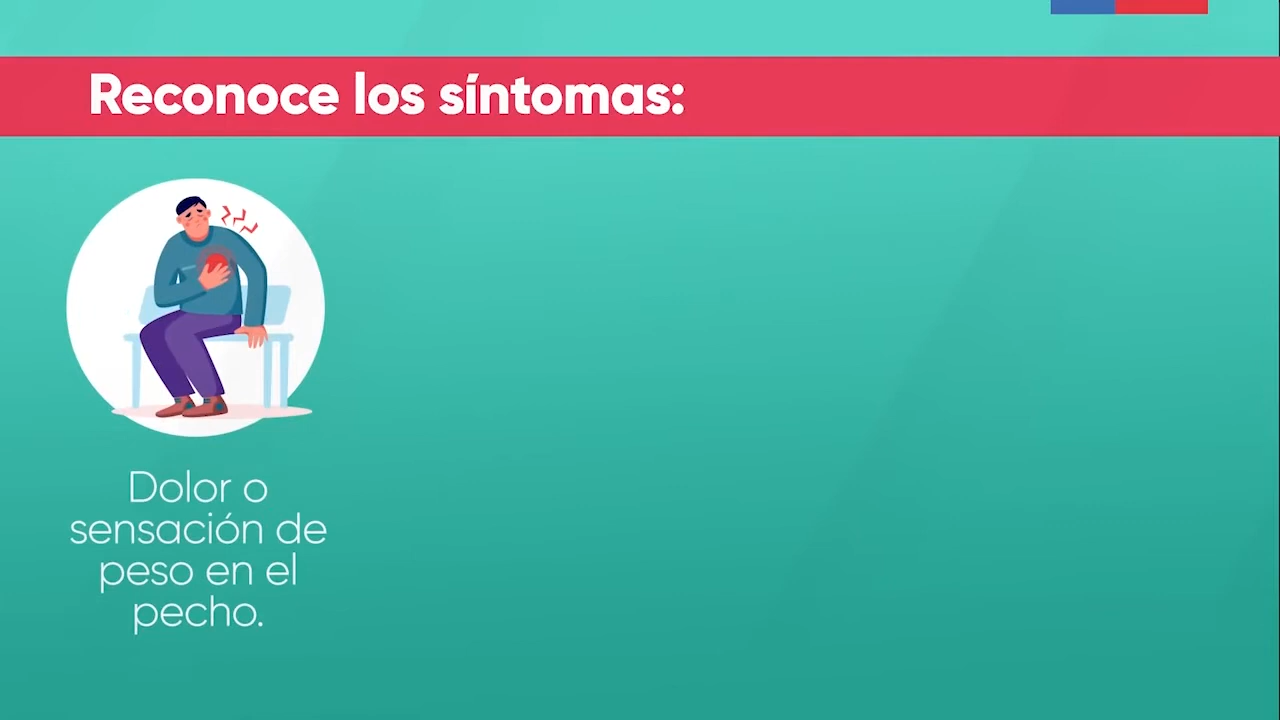 Reconoce los síntomas:
Dolor o
sensación de
peso en el
pecho.